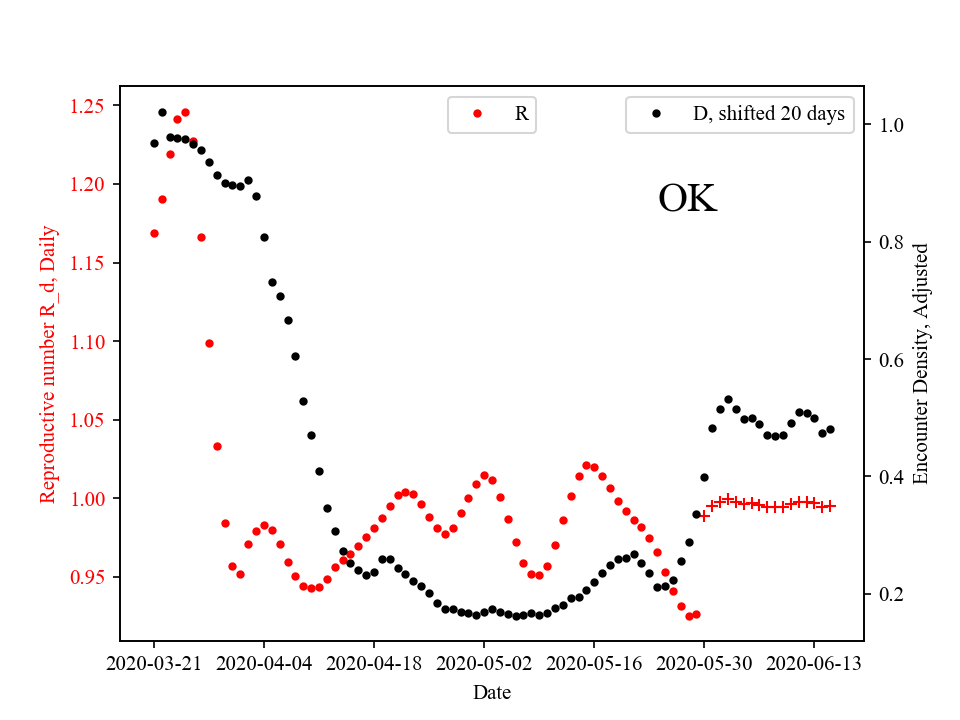 R
D, shifted 20 days
OK
Reproductive number R_d, Daily
1.25
1.20
1.15
1.10
1.05
1.00
0.95
1.0
0.8
0.6
0.4
0.2
Encounter Density, Adjusted
2020-03-21 2020-04-04 2020-04-18 2020-05-02 2020-05-16 2020-05-30 2020-06-13
Date